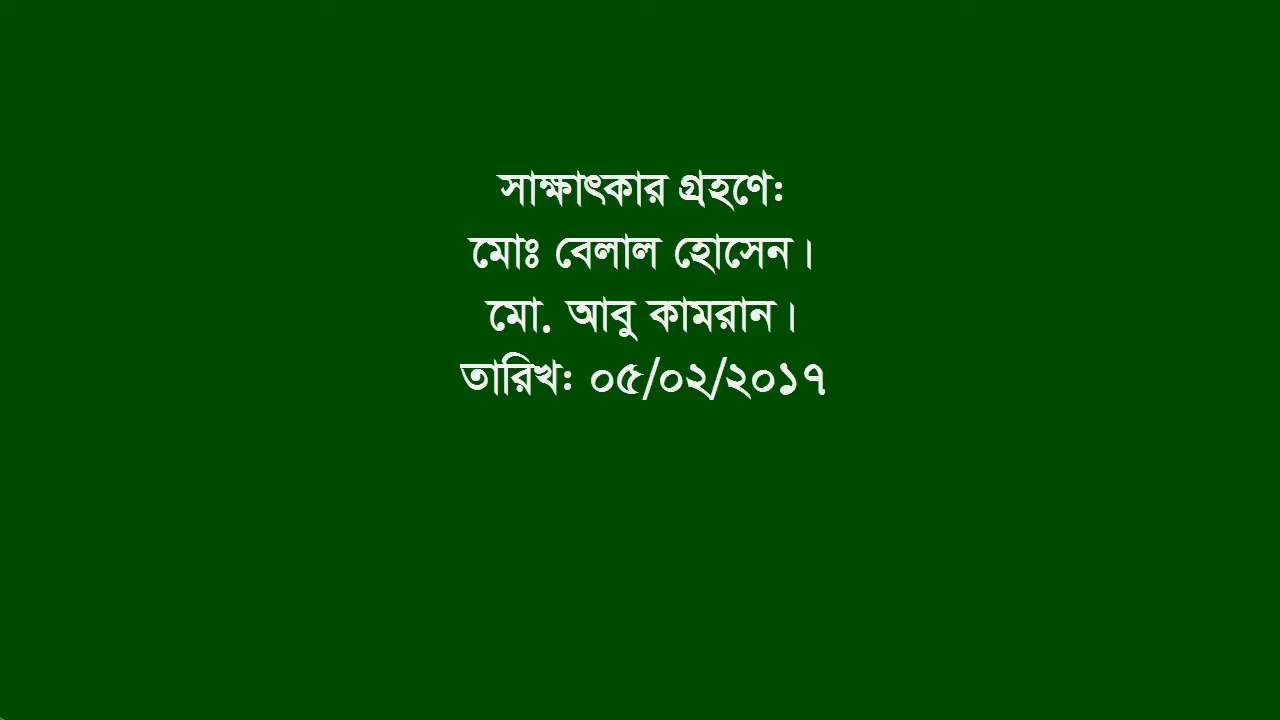 সাক্ষাৎকার গ্রহণে:
মোঃ বেলাল হোসেন।
মো. আবু কামরান।
তারিখ: ০৫/০২/২০১৭